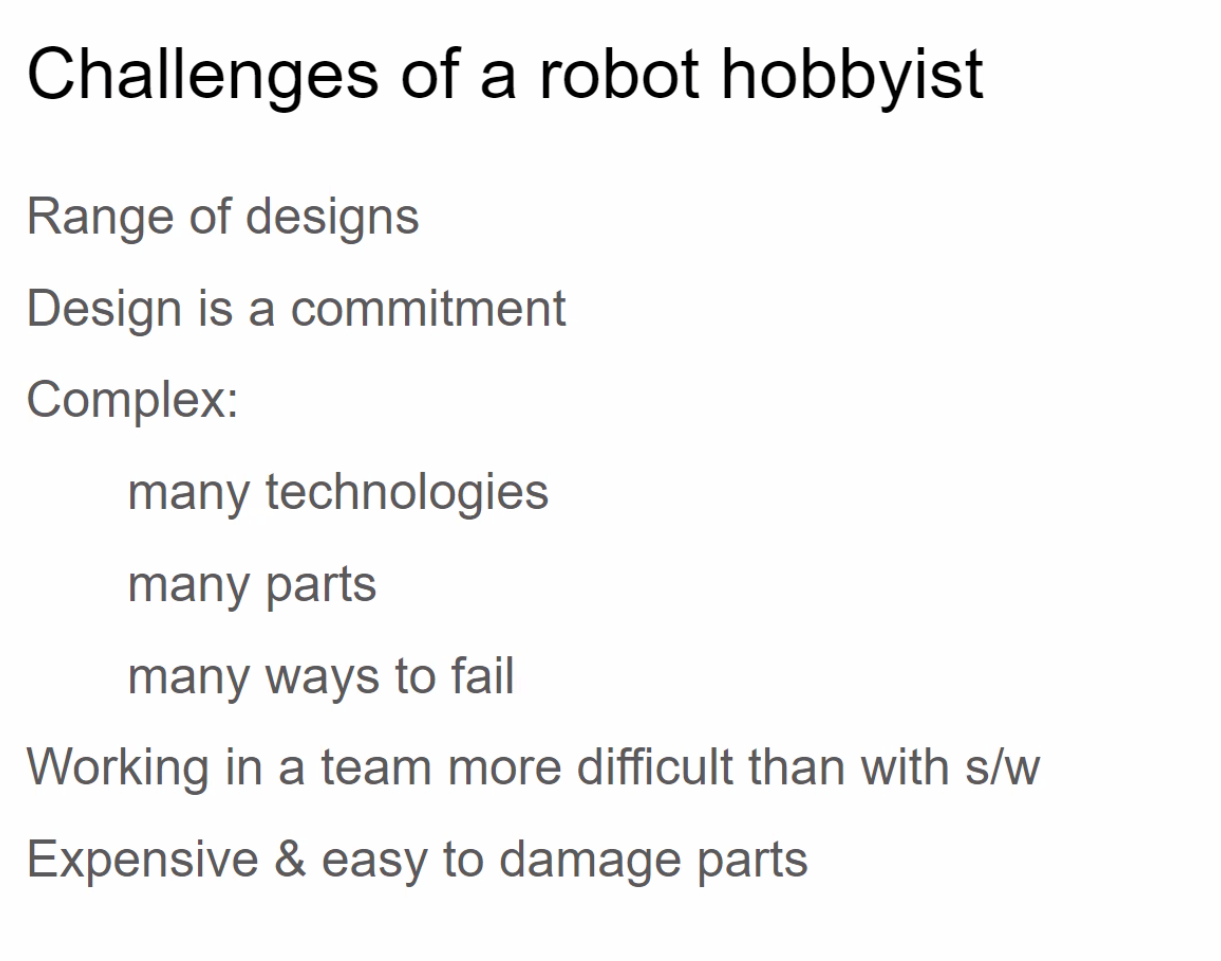 Challenges of a robot hobbyist
Range of designs
Design is a commitment
Complex:
many technologies
many parts
many ways to fail
Working in a team more difficult than with s/w
Expensive & easy to damage parts